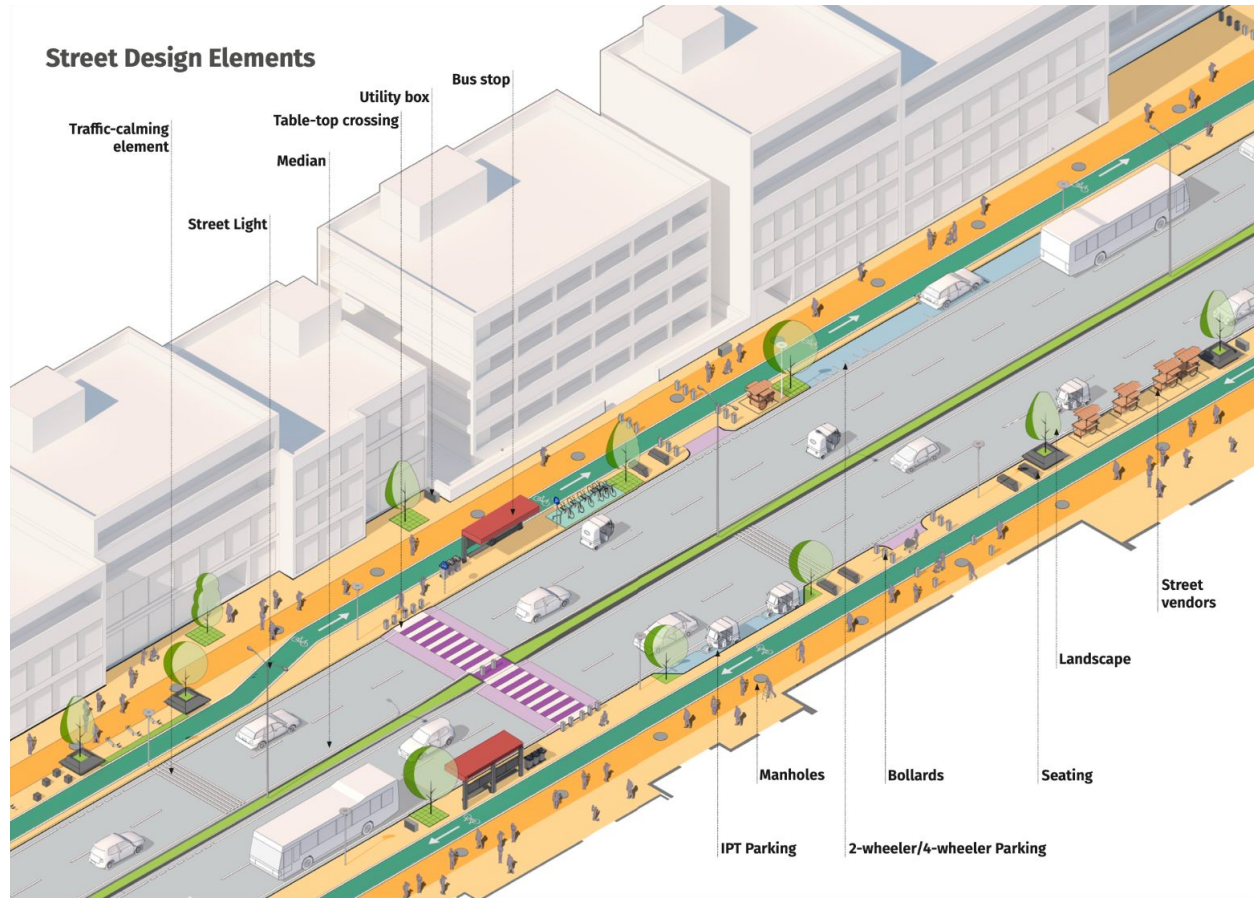 Street Design Elements
Bus stop
Utility box
Table-top crossing
Traffic-calming
element
Median
Street Light
Street
vendors
Landscape
Manholes
Bollards
Seating
IPT Parking
2-wheeler/4-wheeler Parking